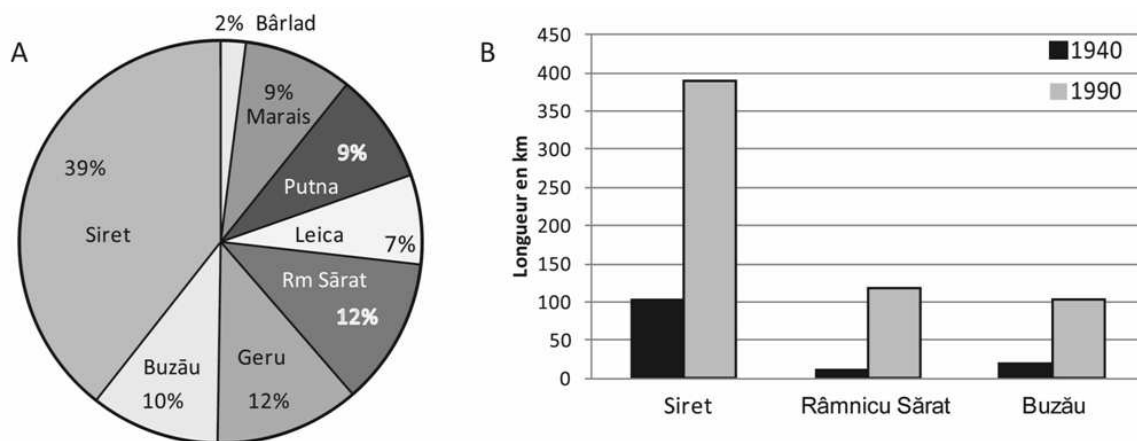 A
2% Bârlad
9%
Marais
9%
Putna
Leica
7%
Rm Sărat
12%
Geru
12%
Buzāu
10%
39%
Siret
B
Longueur en km
450
400
350
300
250
200
150
100
50
0
1940
1990
Siret
Râmnicu Sărat
Buzău